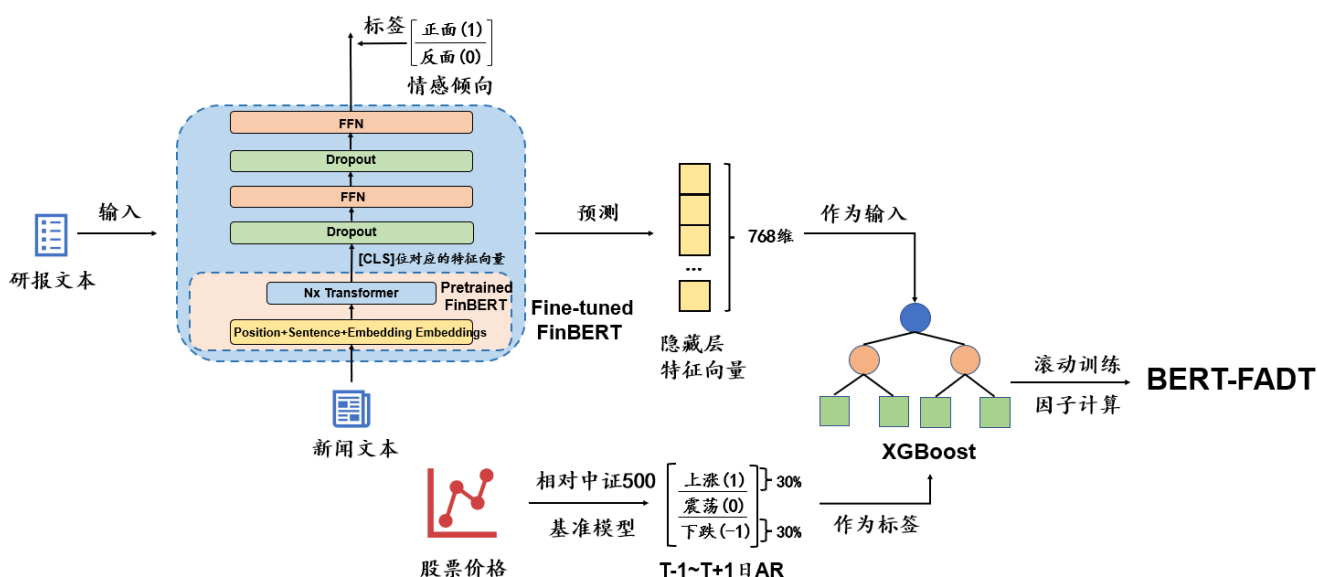 标签
正面(1)
反面(0)
情感倾向
FFN
Dropout
FFN
Dropout
[CLS]位对应的特征向量
Nx Transformer
Pretrained
FinBERT
Position+Sentence+Embedding Embeddings
Fine-tuned
FinBERT
输入
研报文本
新闻文本
预测
...
768维
隐藏层
特征向量
作为输入
XGBoost
滚动训练
因子计算
BERT-FADT
股票价格
相对中证500
基准模型
上涨(1)
震荡(0)
下跌(-1)
30%
30%
T-1~T+1日AR
作为标签